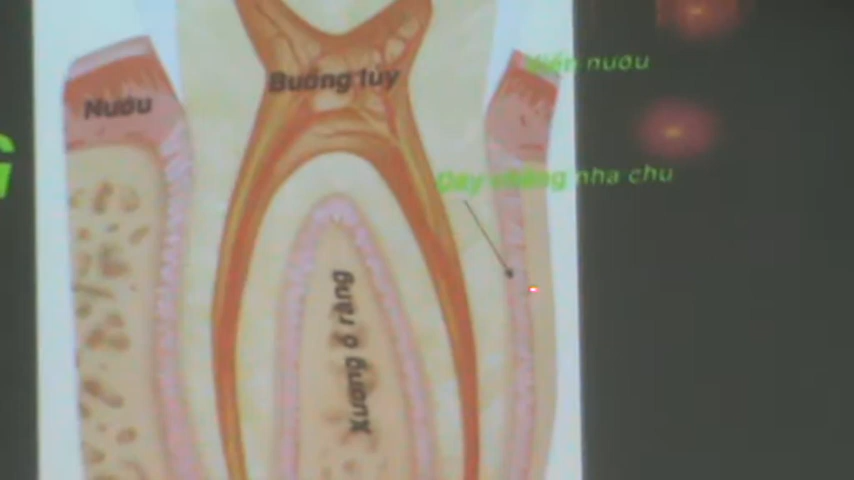 Buồng tủy
Nướu
nướu
Dây chằng nha chu
Xương ổ răng
G